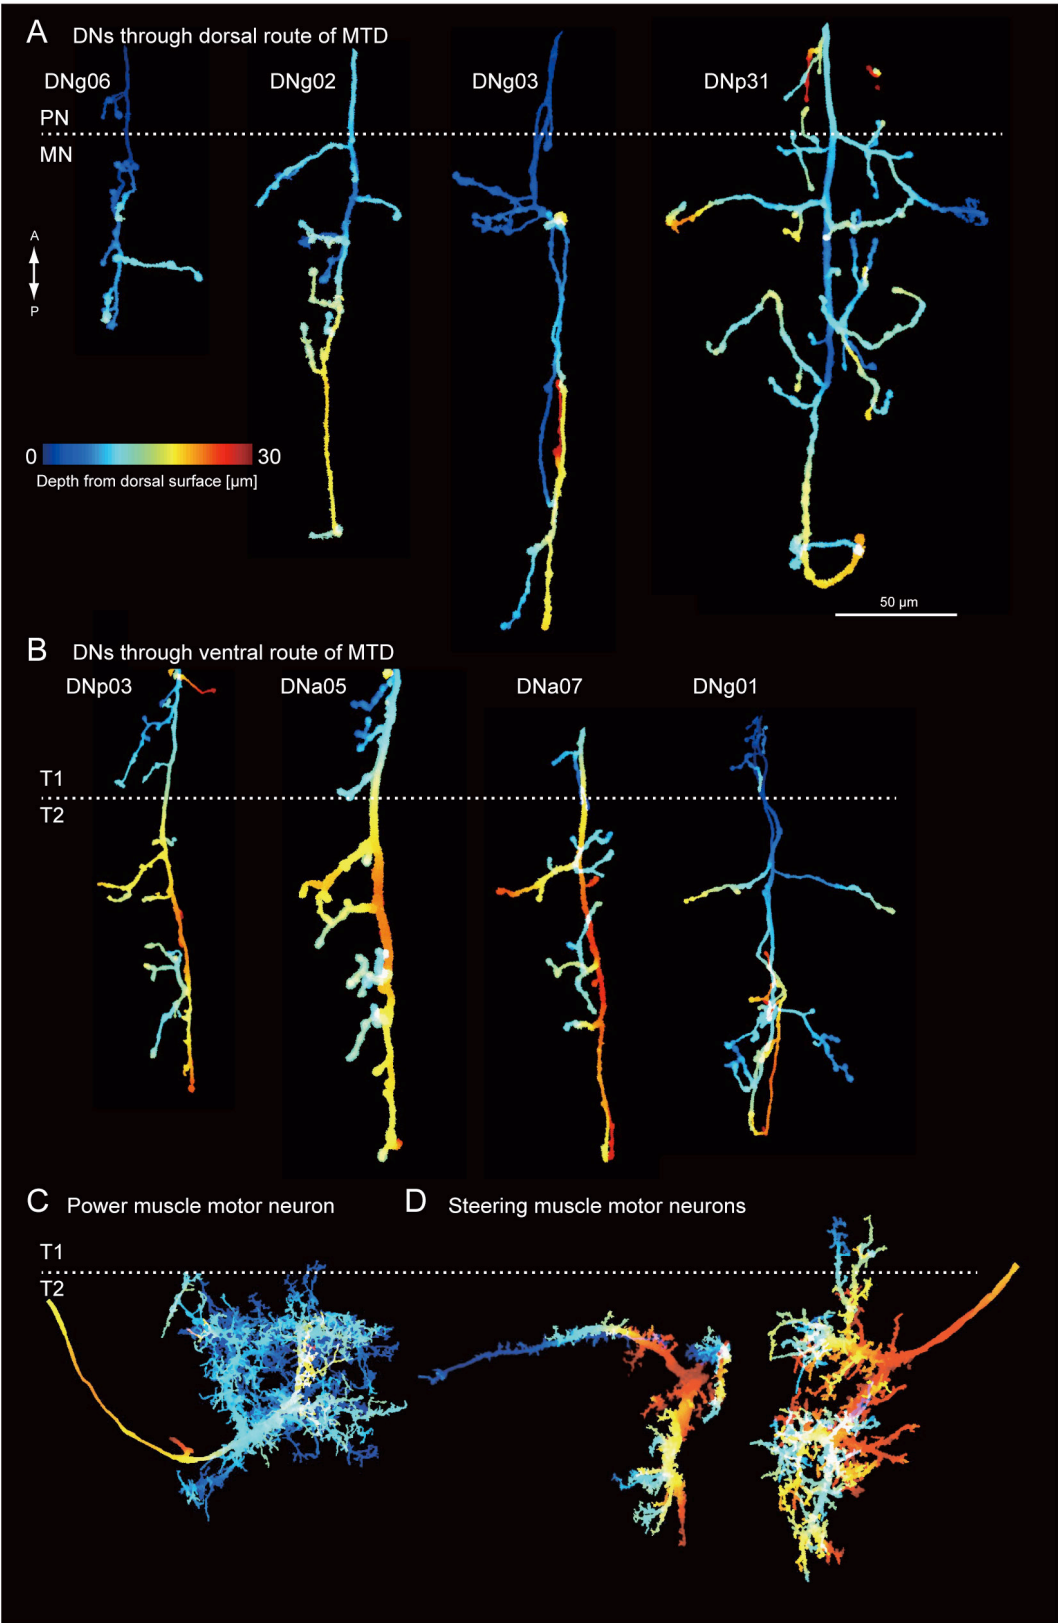 A DNs through dorsal route of MTD
DNg06 DNg02 DNg03 DNp31
PN
MN
A
P
0 30
Depth from dorsal surface [µm]
50 µm
B DNs through ventral route of MTD
DNp03 DNa05 DNa07 DNg01
T1
T2
C Power muscle motor neuron D Steering muscle motor neurons
T1
T2